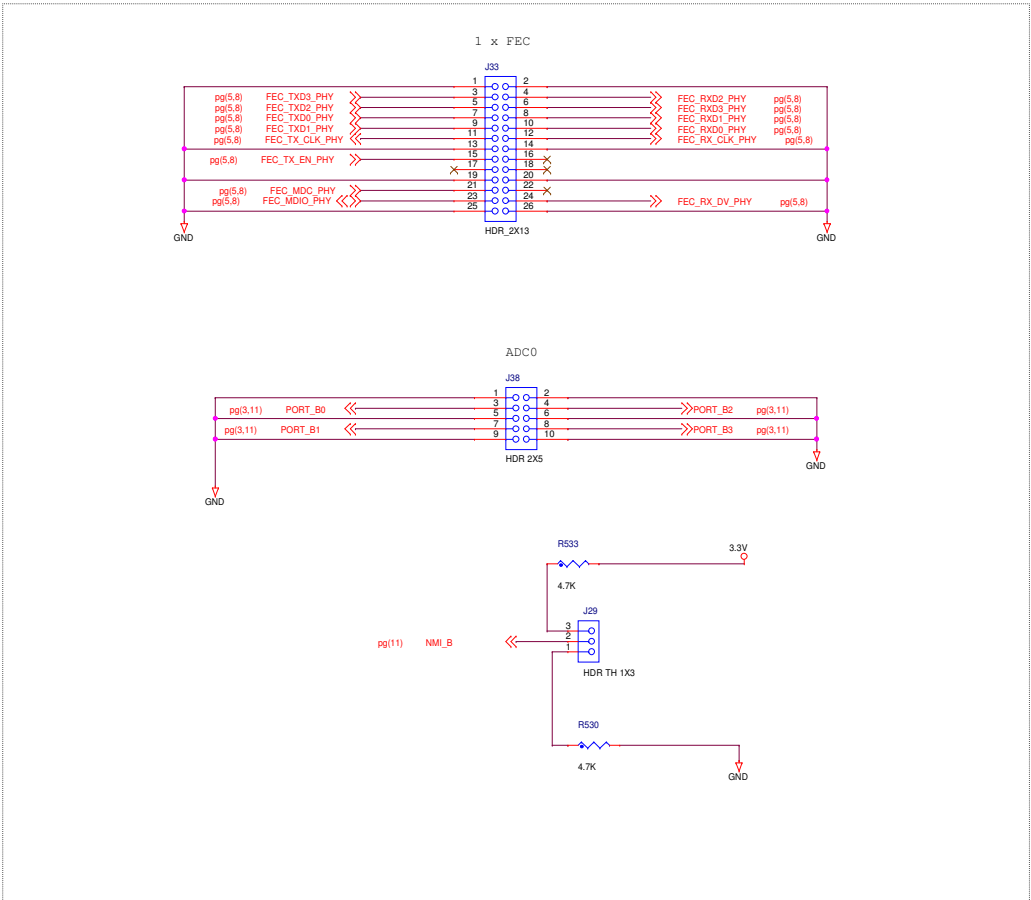 1 x FEC
J33
1 2
pg(5,8) FEC_TXD3_PHY 3 4 FEC_RXD2_PHY pg(5,8)
pg(5,8) FEC_TXD2_PHY 5 6 FEC_RXD3_PHY pg(5,8)
pg(5,8) FEC_TXD0_PHY 7 8 FEC_RXD1_PHY pg(5,8)
pg(5,8) FEC_TXD1_PHY 9 10 FEC_RXD0_PHY pg(5,8)
pg(5,8) FEC_TX_CLK_PHY 11 12 FEC_RX_CLK_PHY pg(5,8)
13 14
pg(5,8) FEC_TX_EN_PHY 15 16
17 18
19 20
pg(5,8) FEC_MDC_PHY 21 22
pg(5,8) FEC_MDIO_PHY 23 24 FEC_RX_DV_PHY pg(5,8)
25 26
GND HDR_2X13 GND
ADC0
J38
1 2
pg(3,11) PORT_B0 3 4 PORT_B2 pg(3,11)
5 6
pg(3,11) PORT_B1 7 8 PORT_B3 pg(3,11)
9 10
HDR 2X5
GND
GND
R533
3.3V
4.7K
J29
3
pg(11) NMI_B 2
1
HDR TH 1X3
R530
4.7K
GND